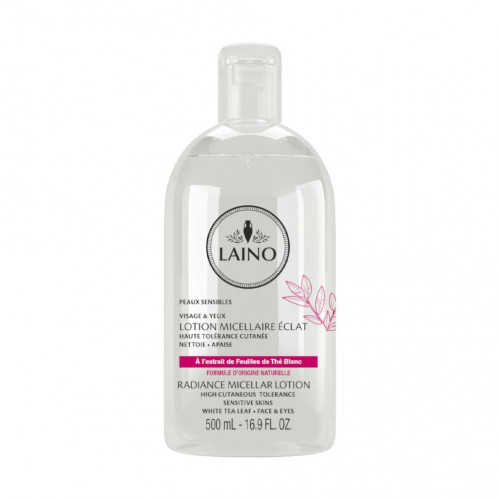 LAINO
PEAUX SENSIBLES
VISAGE & YEUX
LOTION MICELLAIRE ÉCLAT
HAUTE TOLÉRANCE CUTANÉE
NETTOIE + APAISE
À l'extrait de Feuilles de Thé Blanc
FORMULE D'ORIGINE NATURELLE
RADIANCE MICELLAR LOTION
HIGH CUTANEOUS TOLERANCE
SENSITIVE SKINS
WHITE TEA LEAF + FACE & EYES
500 mL - 16.9 FL. OZ.